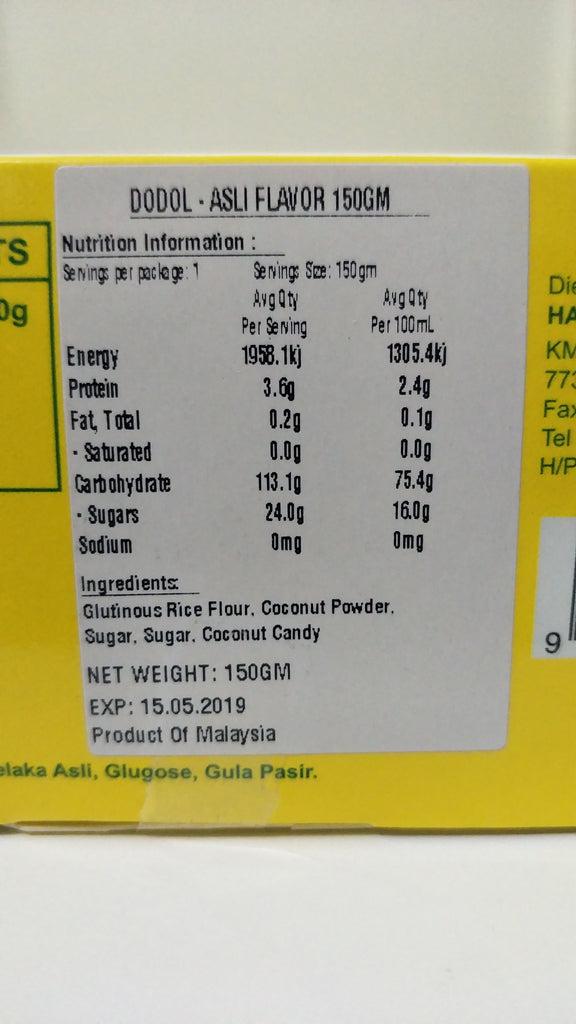 DODOL - ASLI FLAVOR 150GM
Nutrition Information :
Servings per package: 1 Servings Size: 150gm
Avg Qty Avg Qty
Per Serving Per 100mL
Energy 1958.1kj 1305.4kj
Protein 3.6g 2.4g
Fat, Total 0.2g 0.1g
- Saturated 0.0g 0.0g
Carbohydrate 113.1g 75.4g
- Sugars 24.0g 16.0g
Sodium 0mg 0mg
Ingredients:
Glutinous Rice Flour, Coconut Powder,
Sugar, Sugar, Coconut Candy
NET WEIGHT: 150GM
EXP: 15.05.2019
Product Of Malaysia
TS
0g
elaka Asli, Glugose, Gula Pasir.
Die
HA
KM
773
Fax
Tel
H/P
9